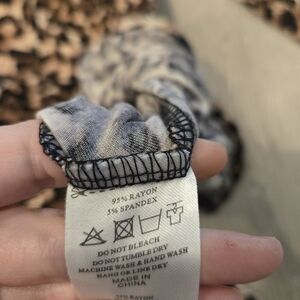 95% RAYON
5% SPANDEX
DO NOT BLEACH
DO NOT TUMBLE DRY
MACHINE WASH & HAND WASH
HANG OR LINE DRY
MADE IN
CHINA
RAYON